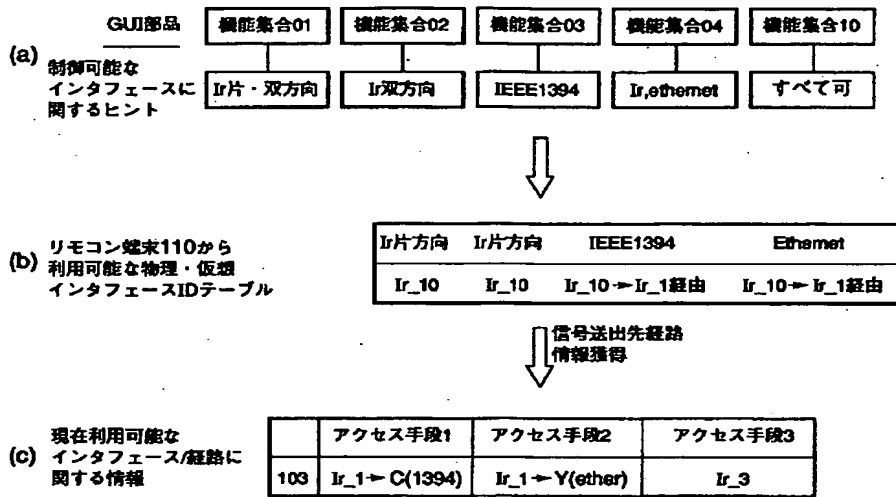 GUI部品 機能集合01 機能集合02 機能集合03 機能集合04 機能集合10
(a) 制御可能な
インタフェースに
関するヒント
Ir片・双方向 Ir双方向 IEEE1394 Ir,ethernet すべて可
(b) リモコン端末110から
利用可能な物理・仮想
インタフェースIDテーブル
Ir片方向 Ir片方向 IEEE1394 Ethernet
Ir_10 Ir_10 Ir_10→Ir_1経由 Ir_10→Ir_1経由
信号送出先経路
情報獲得
(c) 現在利用可能な
インタフェース/経路に
関する情報
アクセス手段1 アクセス手段2 アクセス手段3
103 Ir_1→C(1394) Ir_1→Y(ether) Ir_3